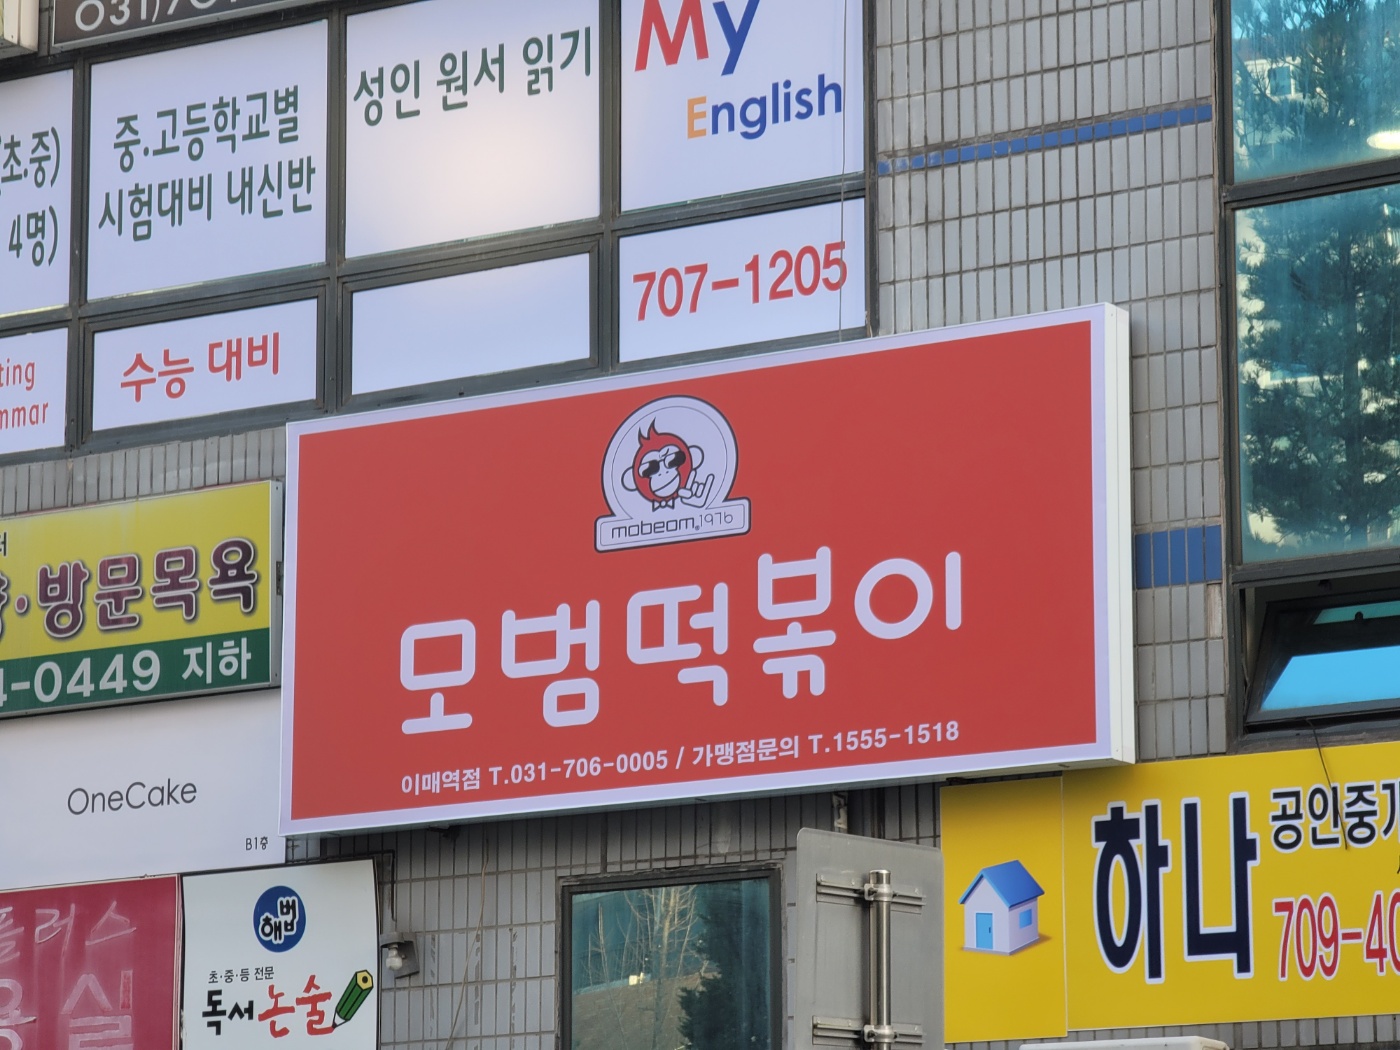 초.중)
4명)
중.고등학교별
시험대비 내신반
성인 원서 읽기
My
English
수능 대비
707-1205
mobeom.1976
모범떡볶이
이매역점 T.031-706-0005 / 가맹점문의 T.1555-1518
방문목욕
-0449 지하
OneCake
B1층
플러스
해법
초·중·등 전문
독서논술
하나
공인중개
709-40